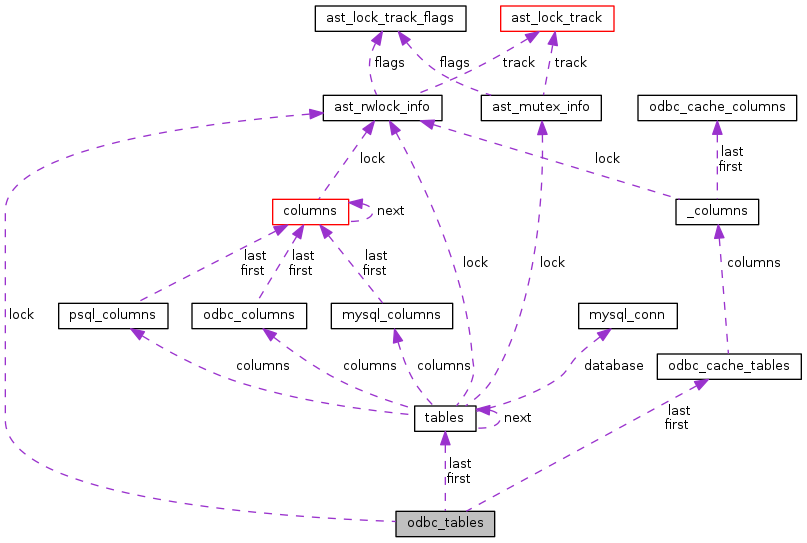 ast_lock_track_flags
ast_lock_track
flags
flags
track
track
ast_rwlock_info
ast_mutex_info
odbc_cache_columns
lock
lock
last
first
columns
next
_columns
last
first
last
first
last
first
lock
lock
columns
lock
psql_columns
odbc_columns
mysql_columns
mysql_conn
columns
columns
columns
database
odbc_cache_tables
tables
next
last
first
last
first
odbc_tables